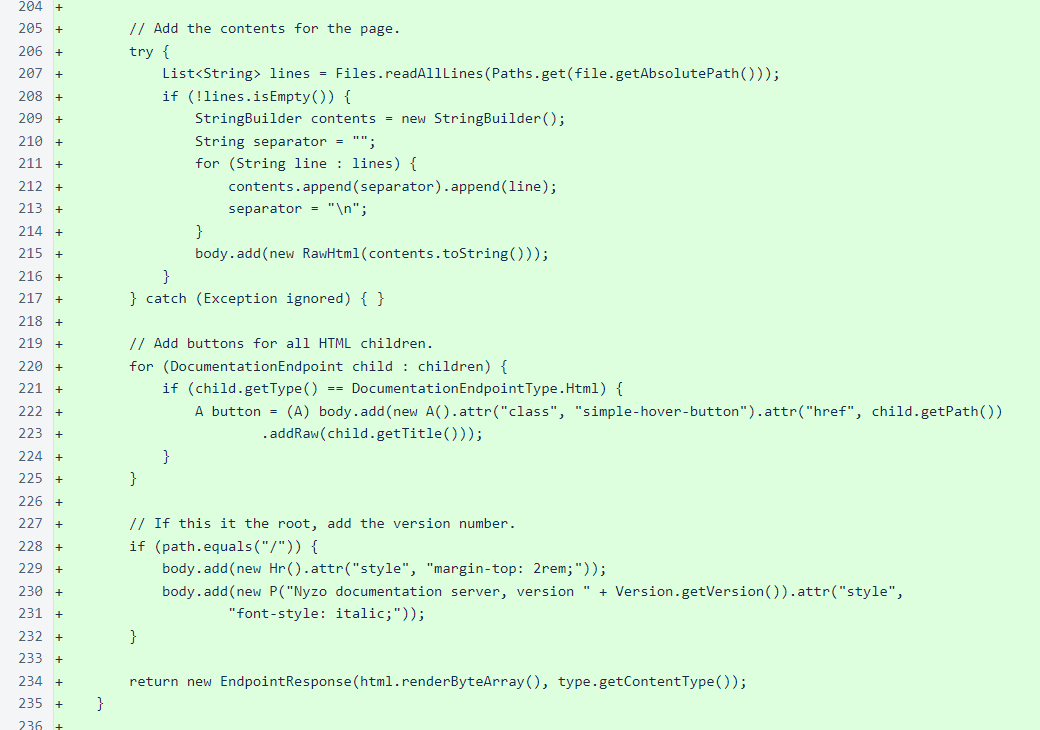 204 +
205 +         // Add the contents for the page.
206 +         try {
207 +             List<String> lines = Files.readAllLines(Paths.get(file.getAbsolutePath()));
208 +             if (!lines.isEmpty()) {
209 +                 StringBuilder contents = new StringBuilder();
210 +                 String separator = "";
211 +                 for (String line : lines) {
212 +                     contents.append(separator).append(line);
213 +                     separator = "\n";
214 +                 }
215 +                 body.add(new RawHtml(contents.toString()));
216 +             }
217 +         } catch (Exception ignored) { }
218 +
219 +         // Add buttons for all HTML children.
220 +         for (DocumentationEndpoint child : children) {
221 +             if (child.getType() == DocumentationEndpointType.Html) {
222 +                 A button = (A) body.add(new A().attr("class", "simple-hover-button").attr("href", child.getPath())
223 +                         .addRaw(child.getTitle()));
224 +             }
225 +         }
226 +
227 +         // If this it the root, add the version number.
228 +         if (path.equals("/")) {
229 +             body.add(new Hr().attr("style", "margin-top: 2rem;"));
230 +             body.add(new P("Nyzo documentation server, version " + Version.getVersion()).attr("style",
231 +                     "font-style: italic;"));
232 +         }
233 +
234 +         return new EndpointResponse(html.renderByteArray(), type.getContentType());
235 +     }
236 +